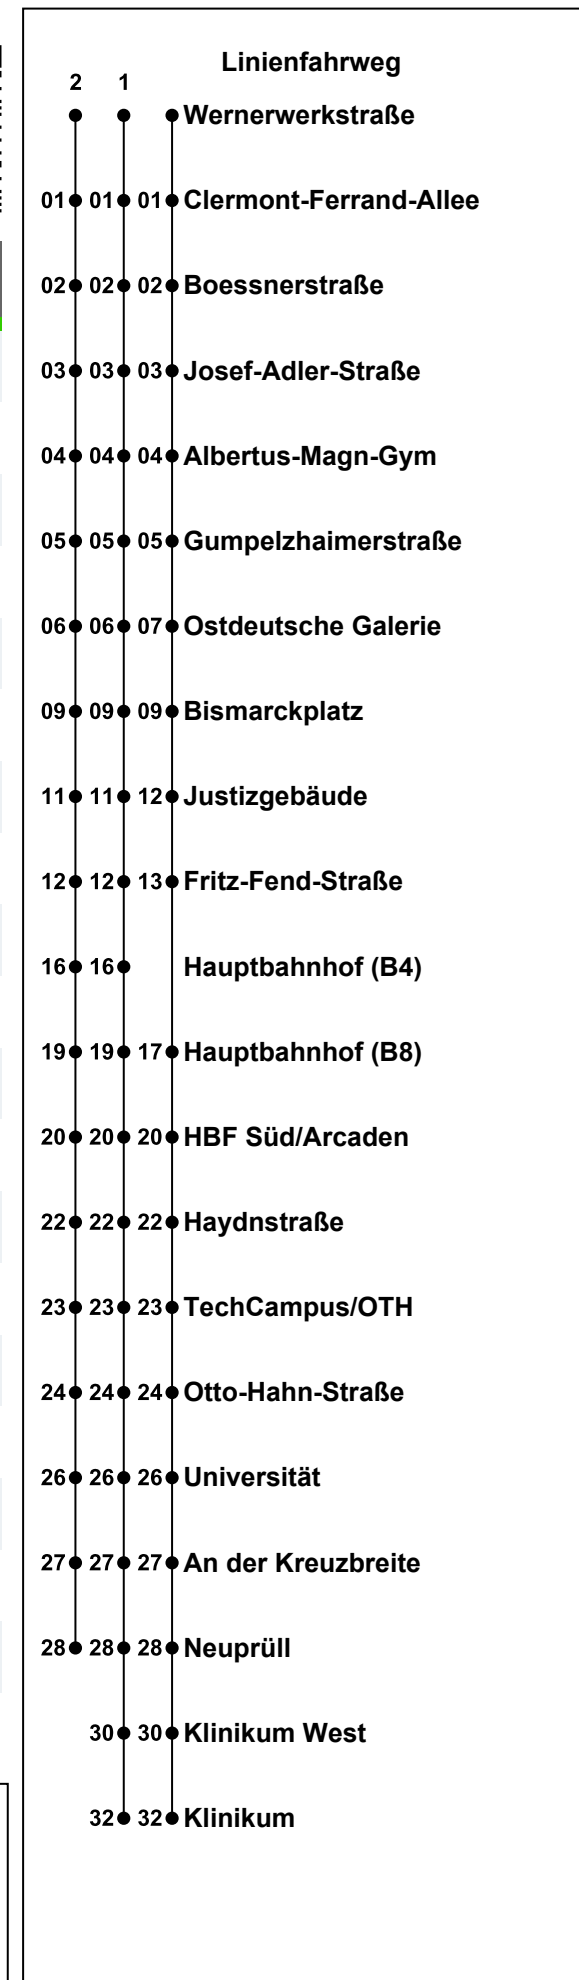 Linienfahrweg
2 1
Wernerwerkstraße
01 01 01 Clermont-Ferrand-Allee
02 02 02 Boessnerstraße
03 03 03 Josef-Adler-Straße
04 04 04 Albertus-Magn-Gym
05 05 05 Gumpelzhaimerstraße
06 06 07 Ostdeutsche Galerie
09 09 09 Bismarckplatz
11 11 12 Justizgebäude
12 12 13 Fritz-Fend-Straße
16 16 Hauptbahnhof (B4)
19 19 17 Hauptbahnhof (B8)
20 20 20 HBF Süd/Arcaden
22 22 22 Haydnstraße
23 23 23 TechCampus/OTH
24 24 24 Otto-Hahn-Straße
26 26 26 Universität
27 27 27 An der Kreuzbreite
28 28 28 Neuprüll
30 30 Klinikum West
32 32 Klinikum